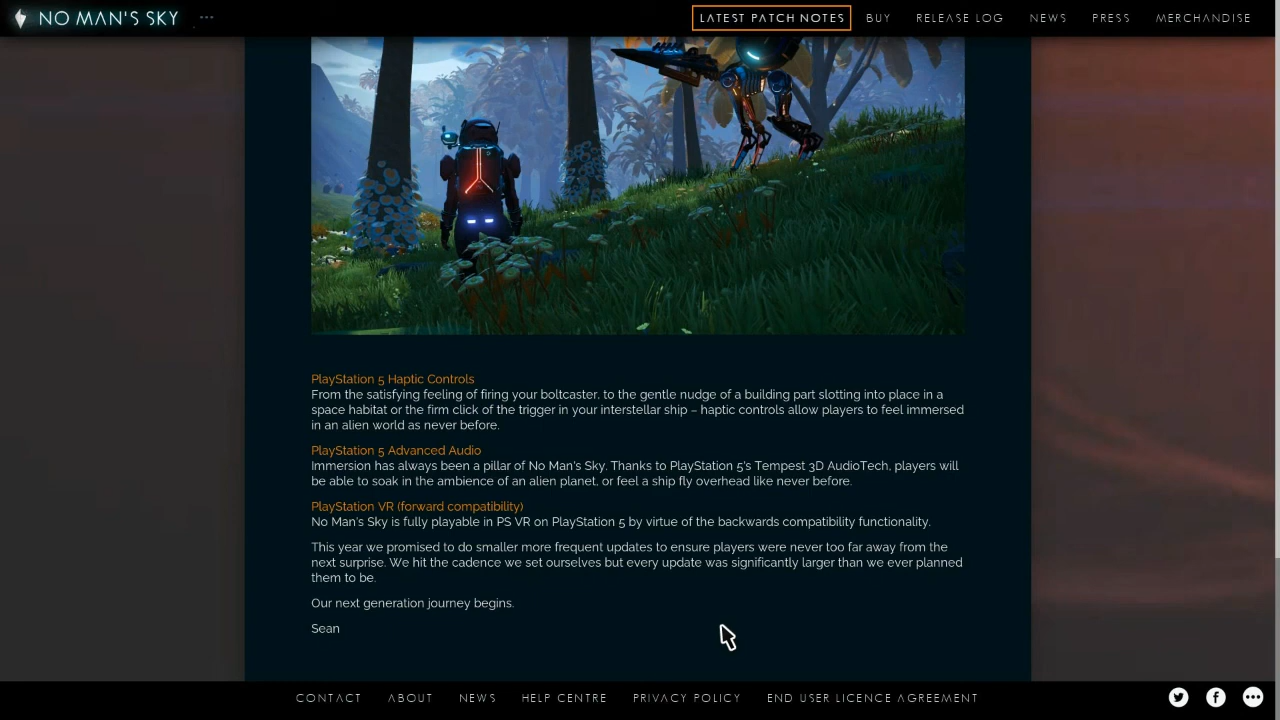 NO MAN'S SKY
LATEST PATCH NOTES
BUY
RELEASE LOG
NEWS
PRESS
MERCHANDISE
PlayStation 5 Haptic Controls
From the satisfying feeling of firing your boltcaster, to the gentle nudge of a building part slotting into place in a
space habitat or the firm click of the trigger in your interstellar ship – haptic controls allow players to feel immersed
in an alien world as never before.
PlayStation 5 Advanced Audio
Immersion has always been a pillar of No Man's Sky. Thanks to PlayStation 5's Tempest 3D AudioTech, players will
be able to soak in the ambience of an alien planet, or feel a ship fly overhead like never before.
PlayStation VR (forward compatibility)
No Man's Sky is fully playable in PS VR on PlayStation 5 by virtue of the backwards compatibility functionality.
This year we promised to do smaller more frequent updates to ensure players were never too far away from the
next surprise. We hit the cadence we set ourselves but every update was significantly larger than we ever planned
them to be.
Our next generation journey begins.
Sean
CONTACT
ABOUT
NEWS
HELP CENTRE
PRIVACY POLICY
END USER LICENCE AGREEMENT